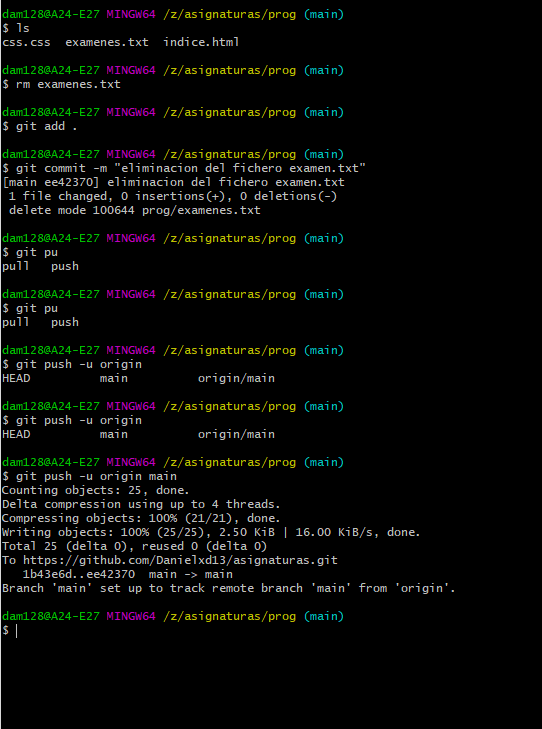 dam128@A24-E27 MINGW64 /z/asignaturas/prog (main)
$ ls
css.css  examenes.txt  indice.html
dam128@A24-E27 MINGW64 /z/asignaturas/prog (main)
$ rm examenes.txt
dam128@A24-E27 MINGW64 /z/asignaturas/prog (main)
$ git add .
dam128@A24-E27 MINGW64 /z/asignaturas/prog (main)
$ git commit -m "eliminacion del fichero examen.txt"
[main ee42370] eliminacion del fichero examen.txt
 1 file changed, 0 insertions(+), 0 deletions(-)
 delete mode 100644 prog/examenes.txt
dam128@A24-E27 MINGW64 /z/asignaturas/prog (main)
$ git pu
pull   push
dam128@A24-E27 MINGW64 /z/asignaturas/prog (main)
$ git pu
pull   push
dam128@A24-E27 MINGW64 /z/asignaturas/prog (main)
$ git push -u origin
HEAD          main          origin/main
dam128@A24-E27 MINGW64 /z/asignaturas/prog (main)
$ git push -u origin
HEAD          main          origin/main
dam128@A24-E27 MINGW64 /z/asignaturas/prog (main)
$ git push -u origin main
Counting objects: 25, done.
Delta compression using up to 4 threads.
Compressing objects: 100% (21/21), done.
Writing objects: 100% (25/25), 2.50 KiB | 16.00 KiB/s, done.
Total 25 (delta 0), reused 0 (delta 0)
To https://github.com/Danielxd13/asignaturas.git
   1b43e6d..ee42370  main -> main
Branch 'main' set up to track remote branch 'main' from 'origin'.
dam128@A24-E27 MINGW64 /z/asignaturas/prog (main)
$